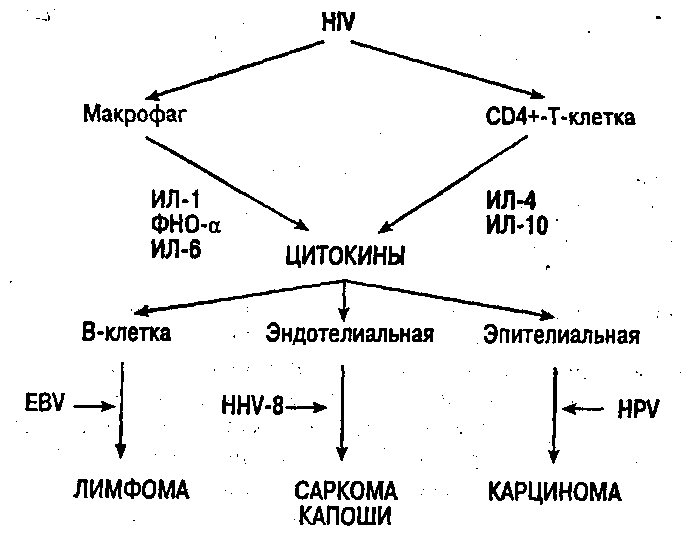 HIV
Макрофаг
CD4+-Т-клетка
ИЛ-1
ФНО-α
ИЛ-6
ИЛ-4
ИЛ-10
ЦИТОКИНЫ
В-клетка
Эндотелиальная
Эпителиальная
EBV
HHV-8
HPV
ЛИМФОМА
САРКОМА
КАПОШИ
КАРЦИНОМА